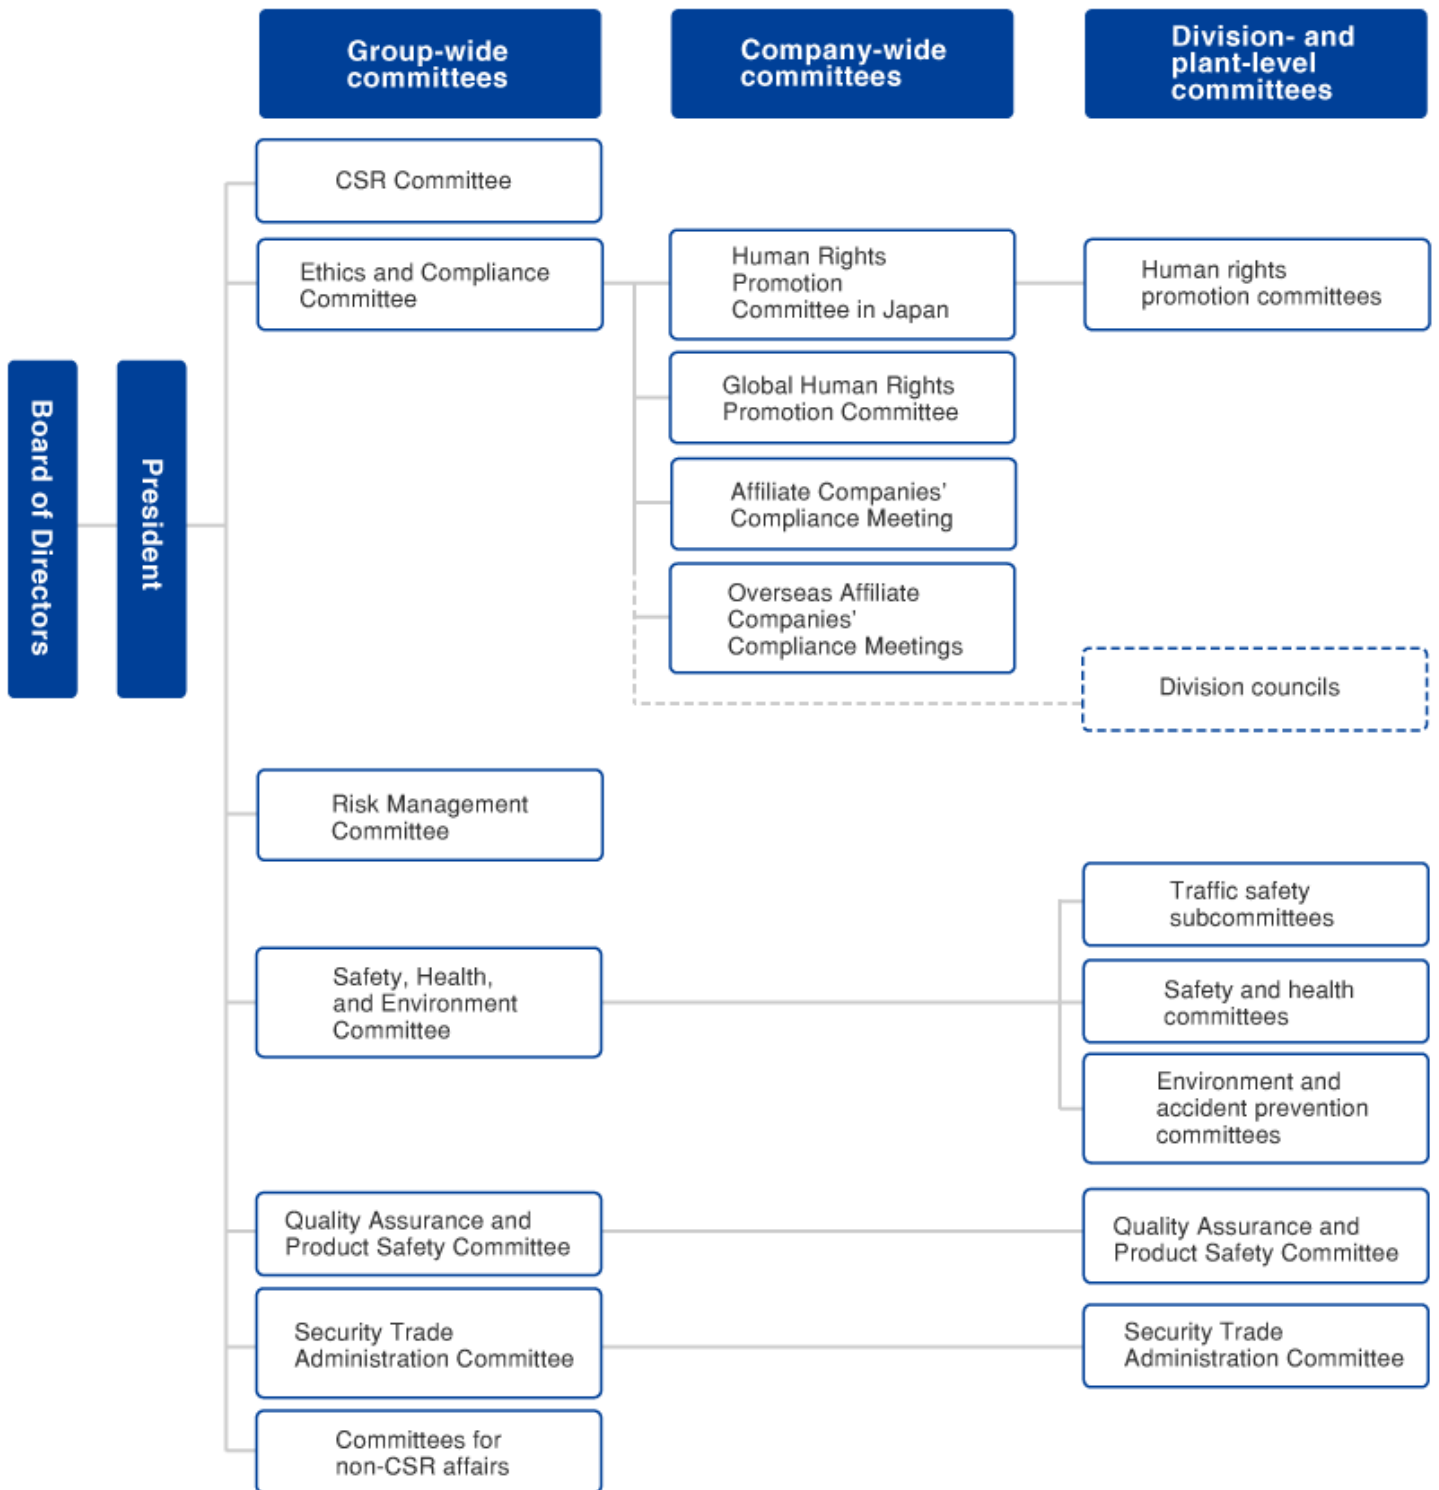 Group-wide
committees
Company-wide
committees
Division- and
plant-level
committees
CSR Committee
Ethics and Compliance
Committee
Human Rights
Promotion
Committee in Japan
Human rights
promotion committees
Global Human Rights
Promotion Committee
Board of Directors
President
Affiliate Companies’
Compliance Meeting
Overseas Affiliate
Companies’
Compliance Meetings
Division councils
Risk Management
Committee
Traffic safety
subcommittees
Safety, Health,
and Environment
Committee
Safety and health
committees
Environment and
accident prevention
committees
Quality Assurance and
Product Safety Committee
Quality Assurance and
Product Safety Committee
Security Trade
Administration Committee
Security Trade
Administration Committee
Committees for
non-CSR affairs